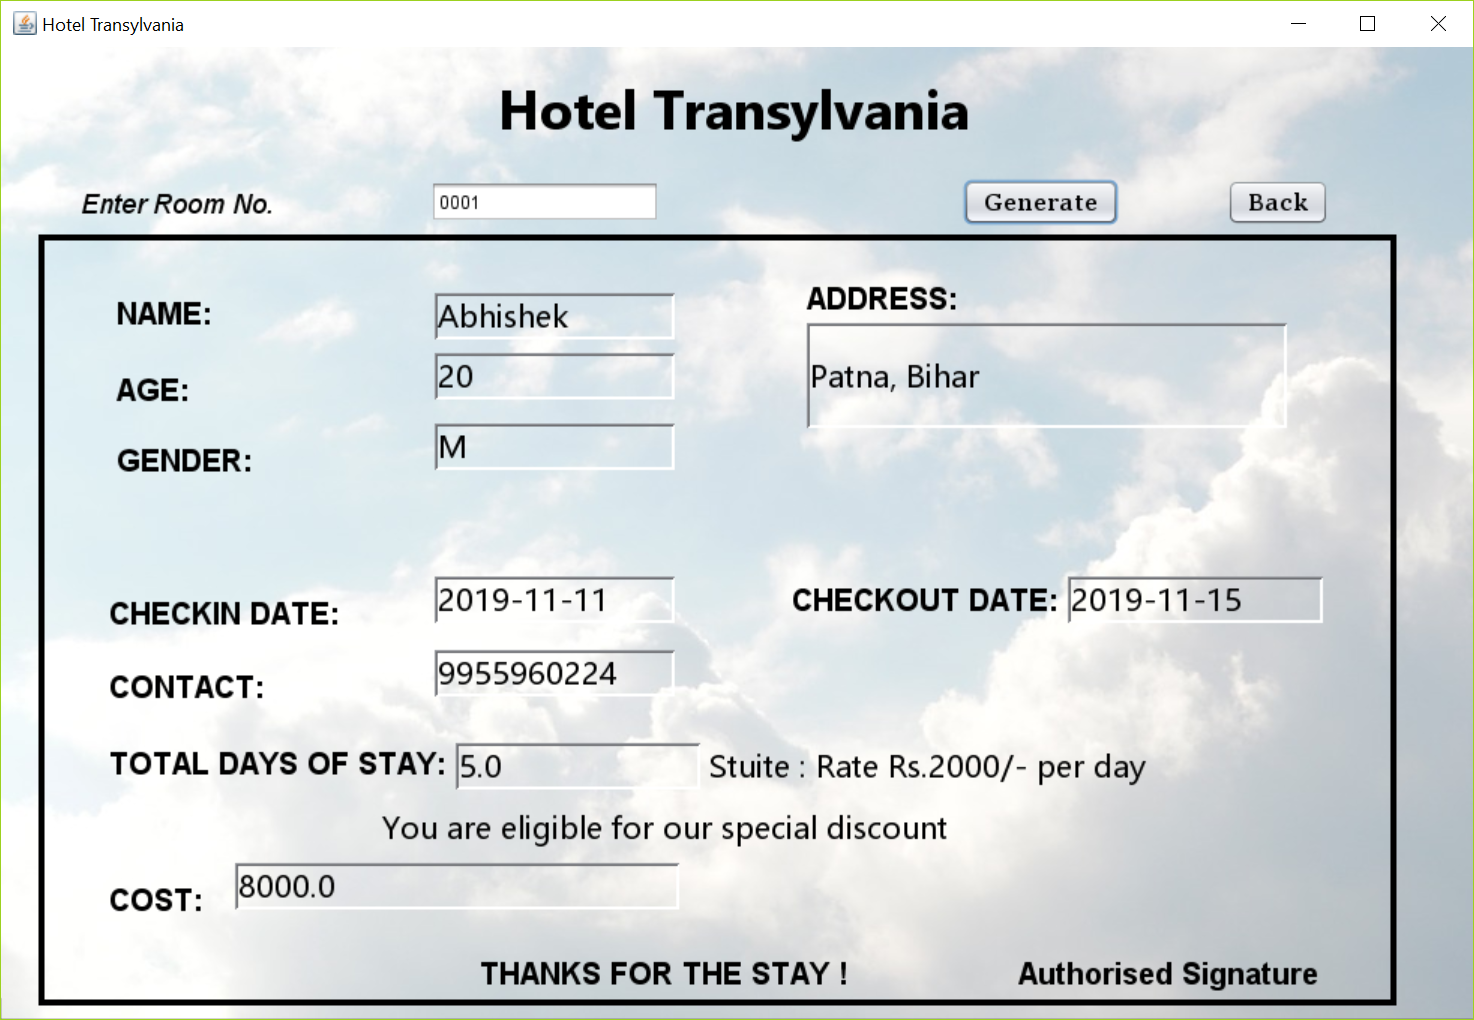 Hotel Transylvania
Hotel Transylvania
Enter Room No. 0001 Generate Back
NAME: Abhishek
ADDRESS:
Patna, Bihar
AGE: 20
GENDER: M
CHECKIN DATE: 2019-11-11 CHECKOUT DATE: 2019-11-15
CONTACT: 9955960224
TOTAL DAYS OF STAY: 5.0 Stuite : Rate Rs.2000/- per day
You are eligible for our special discount
COST: 8000.0
THANKS FOR THE STAY ! Authorised Signature